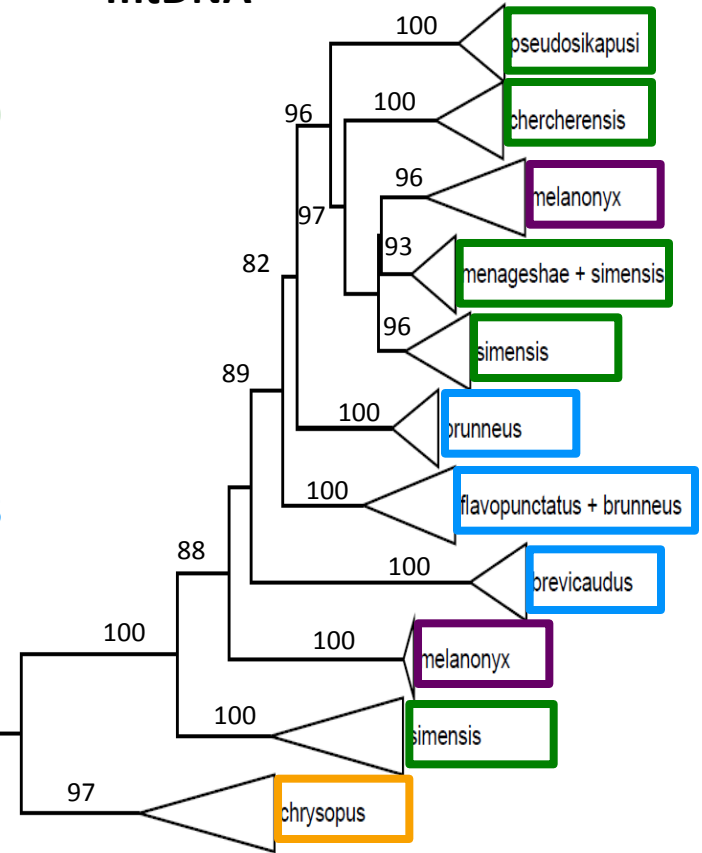 mtDNA
100
pseudosikapusi
100
chercherensis
96
96
melanonyx
97
93
menageshae + simensis
82
96
simensis
89
100
brunneus
100
flavopunctatus + brunneus
88
100
brevicaudus
100
100
melanonyx
100
simensis
97
chrysopus